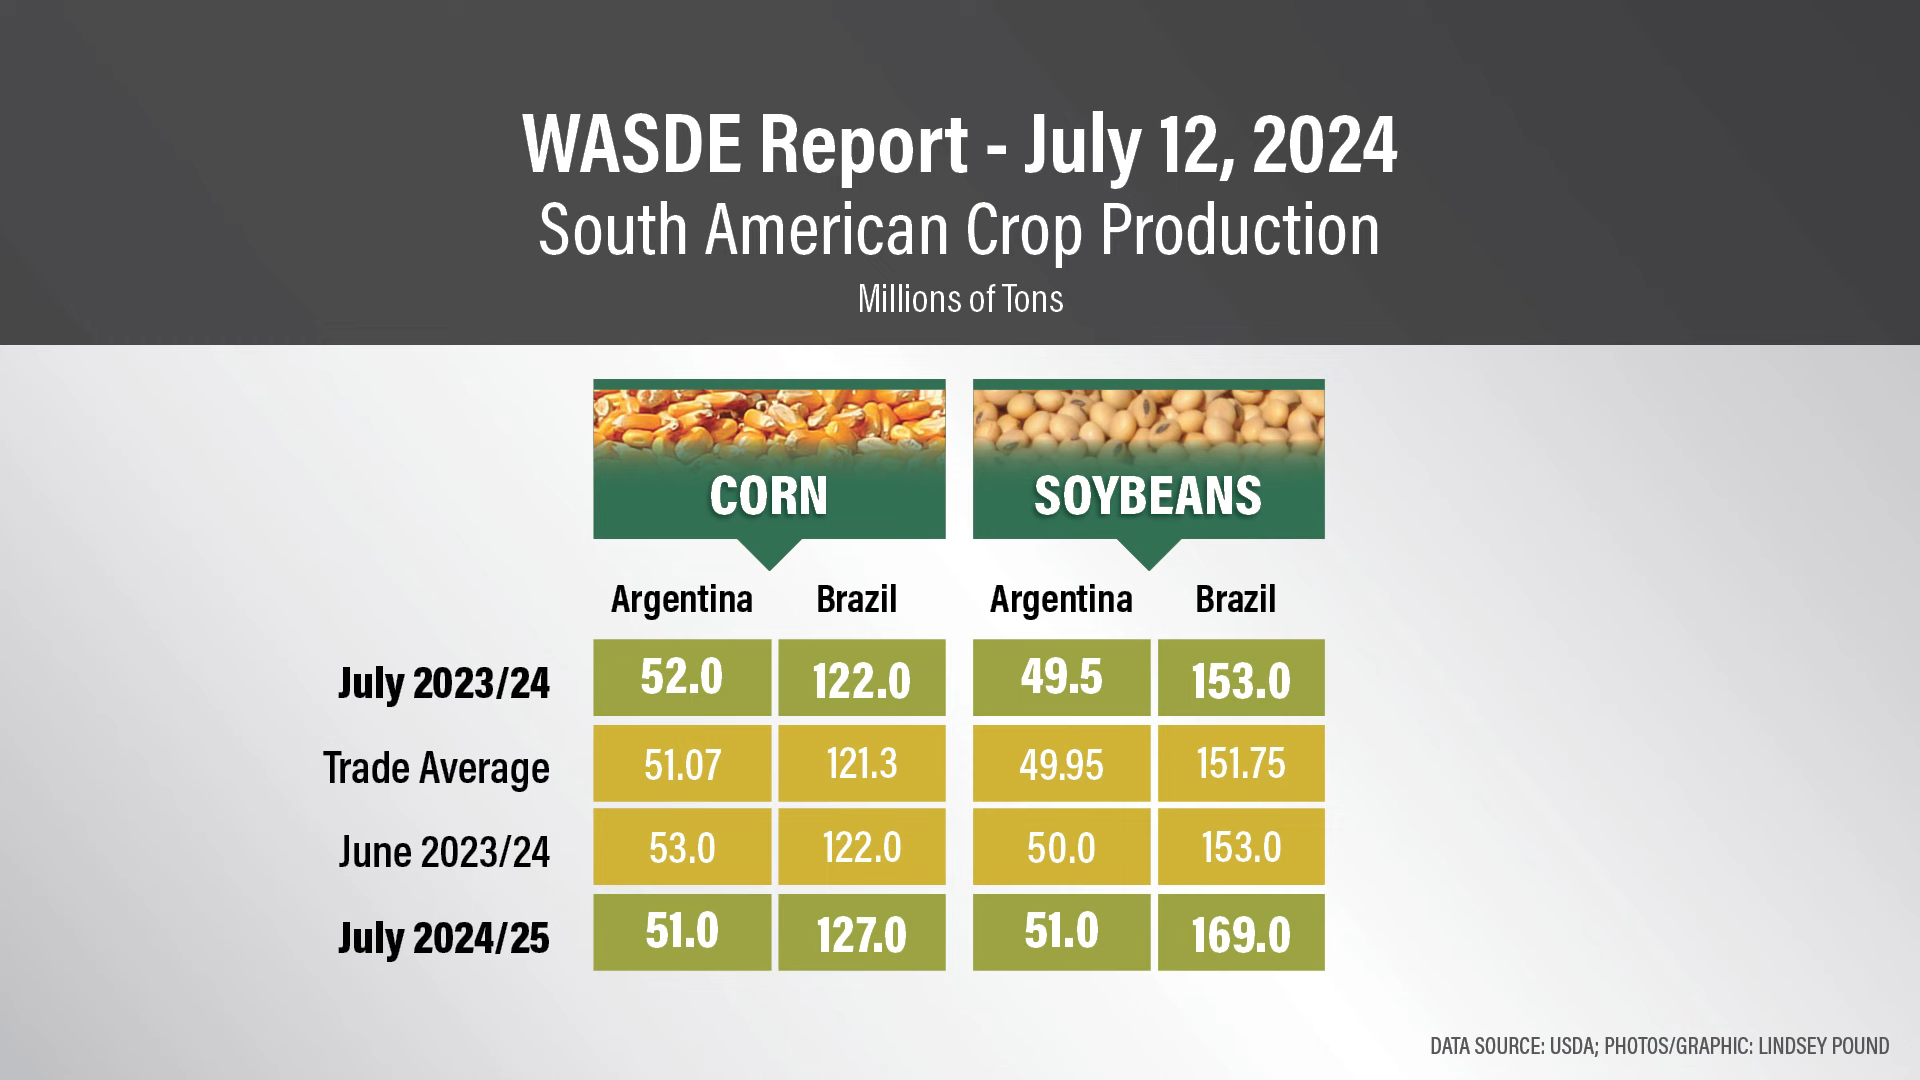 WASDE Report - July 12, 2024
South American Crop Production
Millions of Tons
CORN SOYBEANS
Argentina Brazil Argentina Brazil
July 2023/24 52.0 122.0 49.5 153.0
Trade Average 51.07 121.3 49.95 151.75
June 2023/24 53.0 122.0 50.0 153.0
July 2024/25 51.0 127.0 51.0 169.0
DATA SOURCE: USDA; PHOTOS/GRAPHIC: LINDSEY POUND